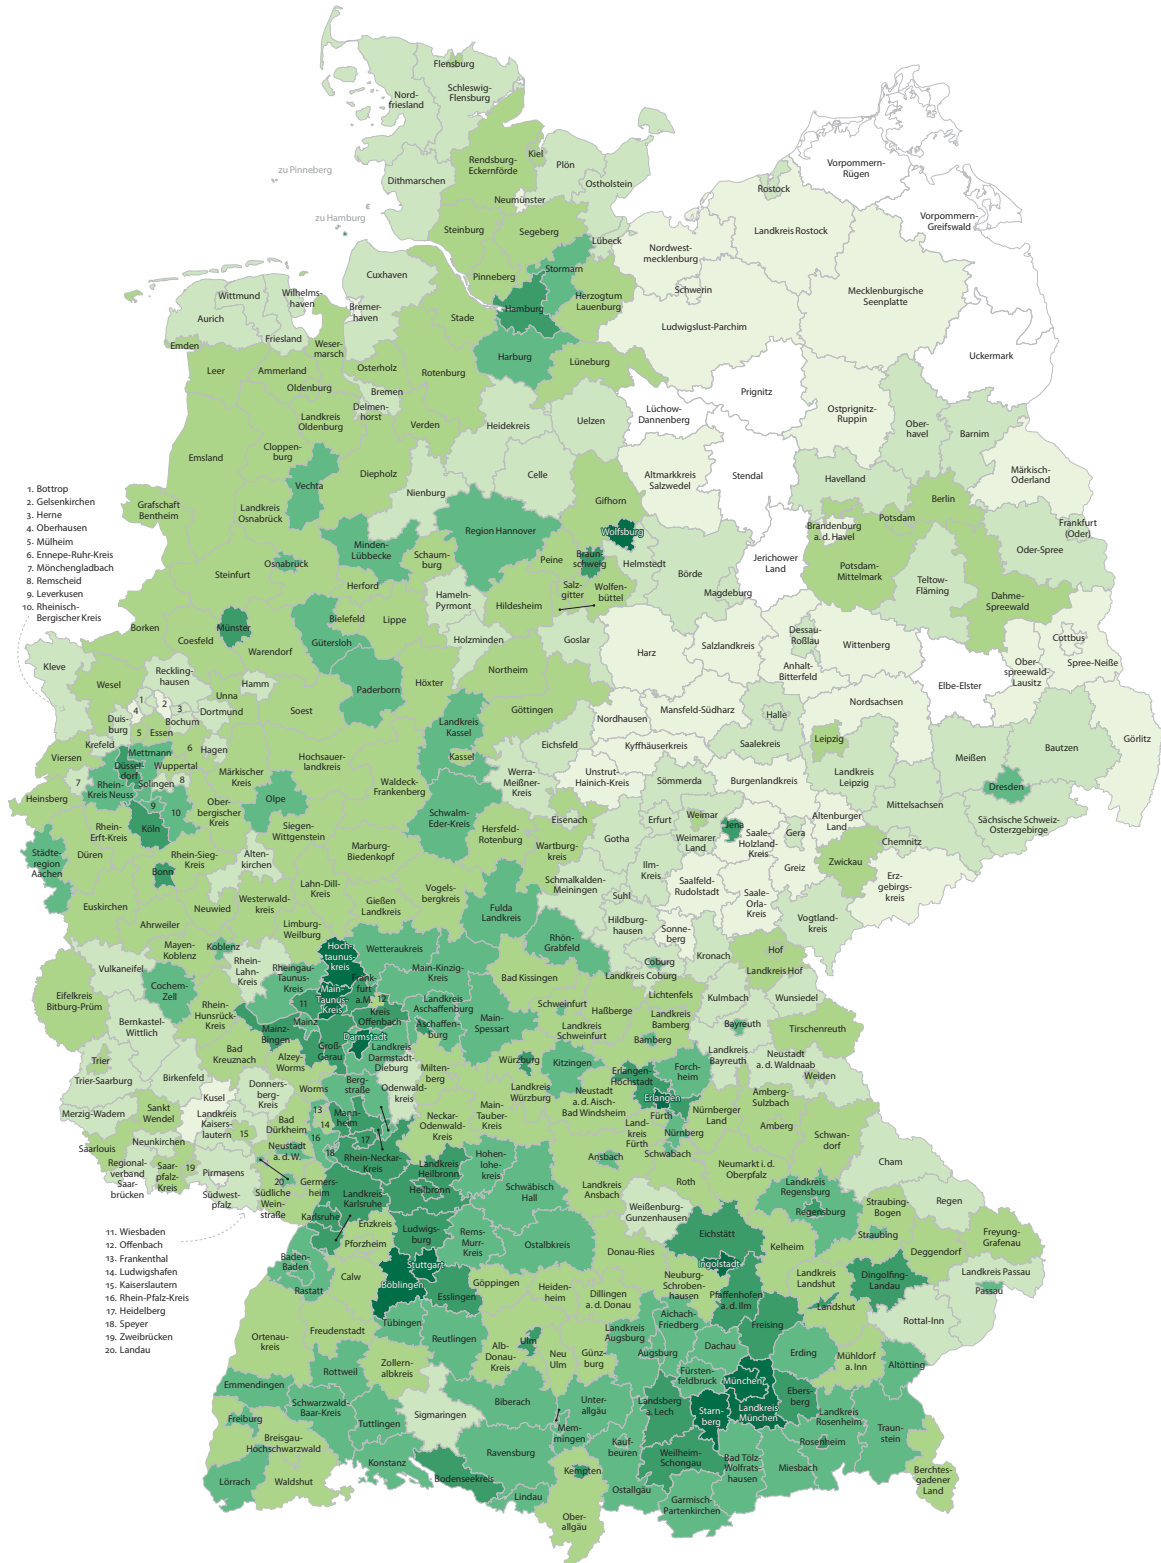 Flensburg
Schleswig-
Flensburg
Nord-
friesland
Kiel
Rendsburg-
Eckernförde
Plön
Ostholstein
zu Pinneberg
Dithmarschen
Neumünster
Vorpommern-
Rügen
Rostock
zu Hamburg
Steinburg
Segeberg
Lübeck
Landkreis Rostock
Vorpommern-
Greifswald
Nordwest-
mecklenburg
Cuxhaven
Pinneberg
Stormarn
Schwerin
Mecklenburgische
Seenplatte
Wittmund
Wilhelms-
haven
Aurich
Friesland
Bremer-
haven
Stade
Hamburg
Herzogtum
Lauenburg
Ludwigslust-Parchim
Emden
Weser-
marsch
Harburg
Uckermark
Leer
Ammerland
Osterholz
Rotenburg
Lüneburg
Oldenburg
Bremen
Delmen-
horst
Prignitz
Landkreis
Oldenburg
Verden
Heidekreis
Uelzen
Lüchow-
Dannenberg
Ostprignitz-
Ruppin
Ober-
havel
Barnim
Emsland
Cloppen-
burg
Diepholz
Celle
Altmarkkreis
Salzwedel
Stendal
Havelland
Märkisch-
Oderland
Vechta
Nienburg
Gifhorn
Berlin
1. Bottrop
2. Gelsenkirchen
3. Herne
4. Oberhausen
5. Mülheim
6. Ennepe-Ruhr-Kreis
7. Mönchengladbach
8. Remscheid
9. Leverkusen
10. Rheinisch-
Bergischer Kreis
Grafschaft
Bentheim
Landkreis
Osnabrück
Region Hannover
Wolfsburg
Brandenburg
a. d. Havel
Potsdam
Frankfurt
(Oder)
Minden-
Lübbecke
Schaum-
burg
Peine
Braun-
schweig
Helmstedt
Jerichower
Land
Potsdam-
Mittelmark
Oder-Spree
Osnabrück
Steinfurt
Herford
Hameln-
Pyrmont
Hildesheim
Salz-
gitter
Wolfen-
büttel
Börde
Magdeburg
Teltow-
Fläming
Dahme-
Spreewald
Borken
Coesfeld
Münster
Warendorf
Bielefeld
Lippe
Gütersloh
Holzminden
Goslar
Harz
Salzlandkreis
Dessau-
Roßlau
Wittenberg
Cottbus
Kleve
Wesel
Reckling-
hausen
Hamm
Paderborn
Höxter
Northeim
Anhalt-
Bitterfeld
Elbe-Elster
Ober-
spreewald-
Lausitz
Spree-Neiße
1
2
3
4
5
Unna
Dortmund
Bochum
Duis-
burg
Essen
Soest
Göttingen
Landkreis
Kassel
Kassel
Nordhausen
Mansfeld-Südharz
Halle
Nordsachsen
Görlitz
Krefeld
Viersen
Mettmann
6
Hagen
Hochsauer-
landkreis
Eichsfeld
Kyffhäuserkreis
Saalekreis
Leipzig
Meißen
Bautzen
7
Düssel-
dorf
Wuppertal
Solingen
8
Märkischer
Kreis
Waldeck-
Frankenberg
Werra-
Meißner-
Kreis
Unstrut-
Hainich-Kreis
Sömmerda
Burgenlandkreis
Landkreis
Leipzig
Dresden
Heinsberg
Rhein-
Kreis Neuss
9
10
Ober-
bergischer
Kreis
Olpe
Schwalm-
Eder-Kreis
Eisenach
Erfurt
Weimar
Jena
Altenburger
Land
Mittelsachsen
Sächsische Schweiz-
Osterzgebirge
Köln
Rhein-
Erft-Kreis
Siegen-
Wittgenstein
Hersfeld-
Rotenburg
Gotha
Weimarer
Land
Saale-
Holzland-
Kreis
Gera
Chemnitz
Städte-
region
Aachen
Düren
Rhein-Sieg-
Kreis
Alten-
kirchen
Marburg-
Biedenkopf
Wartburg-
kreis
Ilm-
Kreis
Greiz
Zwickau
Bonn
Schmalkalden-
Meiningen
Saalfeld-
Rudolstadt
Erz-
gebirgs-
kreis
Euskirchen
Neuwied
Westerwald-
kreis
Lahn-Dill-
Kreis
Gießen
Landkreis
Vogels-
bergkreis
Fulda
Landkreis
Suhl
Saale-
Orla-
Kreis
Ahrweiler
Limburg-
Weilburg
Hildburg-
hausen
Vogtland-
kreis
Mayen-
Koblenz
Koblenz
Hoch-
taunus-
kreis
Wetteraukreis
Rhön-
Grabfeld
Sonne-
berg
Hof
Vulkaneifel
Rhein-
Lahn-
Kreis
Rheingau-
Taunus-
Kreis
Main-Kinzig-
Kreis
Bad Kissingen
Coburg
Landkreis Coburg
Kronach
Landkreis Hof
Eifelkreis
Bitburg-Prüm
Cochem-
Zell
Main-
Taunus-
Kreis
Frank-
furt
a.M.
12
11
Landkreis
Aschaffenburg
Schweinfurt
Lichtenfels
Kulmbach
Wunsiedel
Rhein-
Hunsrück-
Kreis
Kreis
Offenbach
Main-
Spessart
Haßberge
Bernkastel-
Wittlich
Mainz-
Bingen
Mainz
Groß-
Gerau
Darmstadt
Aschaffen-
burg
Landkreis
Schweinfurt
Landkreis
Bamberg
Bayreuth
Tirschenreuth
Trier
Bad
Kreuznach
Landkreis
Darmstadt-
Dieburg
Würzburg
Kitzingen
Bamberg
Trier-Saarburg
Birkenfeld
Alzey-
Worms
Milten-
berg
Erlangen-
Höchstadt
Forch-
heim
Landkreis
Bayreuth
Neustadt
a. d. Waldnaab
Weiden
Merzig-Wadern
Kusel
Donners-
berg-
Kreis
Worms
Berg-
straße
Odenwald-
kreis
Landkreis
Würzburg
Neustadt
a. d. Aisch-
Bad Windsheim
Erlangen
Sankt
Wendel
Landkreis
Kaisers-
lautern
13
14
Mann-
heim
Neckar-
Odenwald-
Kreis
Main-
Tauber-
Kreis
Fürth
Land-
kreis
Fürth
Nürnberg
Nürnberger
Land
Amberg-
Sulzbach
Amberg
Saarlouis
Neunkirchen
15
Bad
Dürkheim
16
17
Neustadt
a. d. W.
18
Rhein-Neckar-
Kreis
Schwabach
Schwan-
dorf
Regional-
verband
Saar-
brücken
Saar-
pfalz-
Kreis
19
Pirmasens
Südwest-
pfalz
20
Südliche
Wein-
straße
Germers-
heim
Landkreis
Heilbronn
Heilbronn
Hohen-
lohe-
kreis
Ansbach
Landkreis
Ansbach
Roth
Neumarkt i. d.
Oberpfalz
Cham
Landkreis
Karlsruhe
Schwäbisch
Hall
Weißenburg-
Gunzenhausen
Landkreis
Regensburg
Regensburg
Straubing-
Bogen
Regen
11. Wiesbaden
12. Offenbach
13. Frankenthal
14. Ludwigshafen
15. Kaiserslautern
16. Rhein-Pfalz-Kreis
17. Heidelberg
18. Speyer
19. Zweibrücken
20. Landau
Karlsruhe
Enzkreis
Pforzheim
Ludwigs-
burg
Rems-
Murr-
Kreis
Ostalbkreis
Donau-Ries
Eichstätt
Kelheim
Straubing
Deggendorf
Freyung-
Grafenau
Baden-
Baden
Rastatt
Calw
Stuttgart
Böblingen
Esslingen
Göppingen
Heiden-
heim
Dillingen
a. d. Donau
Neuburg-
Schroben-
hausen
Ingolstadt
Pfaffenhofen
a. d. Ilm
Landkreis
Landshut
Landshut
Dingolfing-
Landau
Landkreis Passau
Passau
Tübingen
Reutlingen
Freising
Rottal-Inn
Ortenau-
kreis
Freudenstadt
Zollern-
albkreis
Alb-
Donau-
Kreis
Ulm
Neu
Ulm
Günz-
burg
Landkreis
Augsburg
Augsburg
Aichach-
Friedberg
Dachau
Erding
Mühldorf
a. Inn
Altötting
Rottweil
Fürsten-
feldbruck
München
Emmendingen
Schwarzwald-
Baar-Kreis
Sigmaringen
Biberach
Unter-
allgäu
Landsberg
a. Lech
Starn-
berg
Landkreis
München
Ebers-
berg
Landkreis
Rosenheim
Traun-
stein
Freiburg
Tuttlingen
Mem-
mingen
Kauf-
beuren
Rosenheim
Breisgau-
Hochschwarzwald
Konstanz
Ravensburg
Weilheim-
Schongau
Bad Tölz-
Wolfrats-
hausen
Miesbach
Lörrach
Waldshut
Bodenseekreis
Kempten
Berchtes-
gadener
Land
Lindau
Ostallgäu
Garmisch-
Partenkirchen
Ober-
allgäu